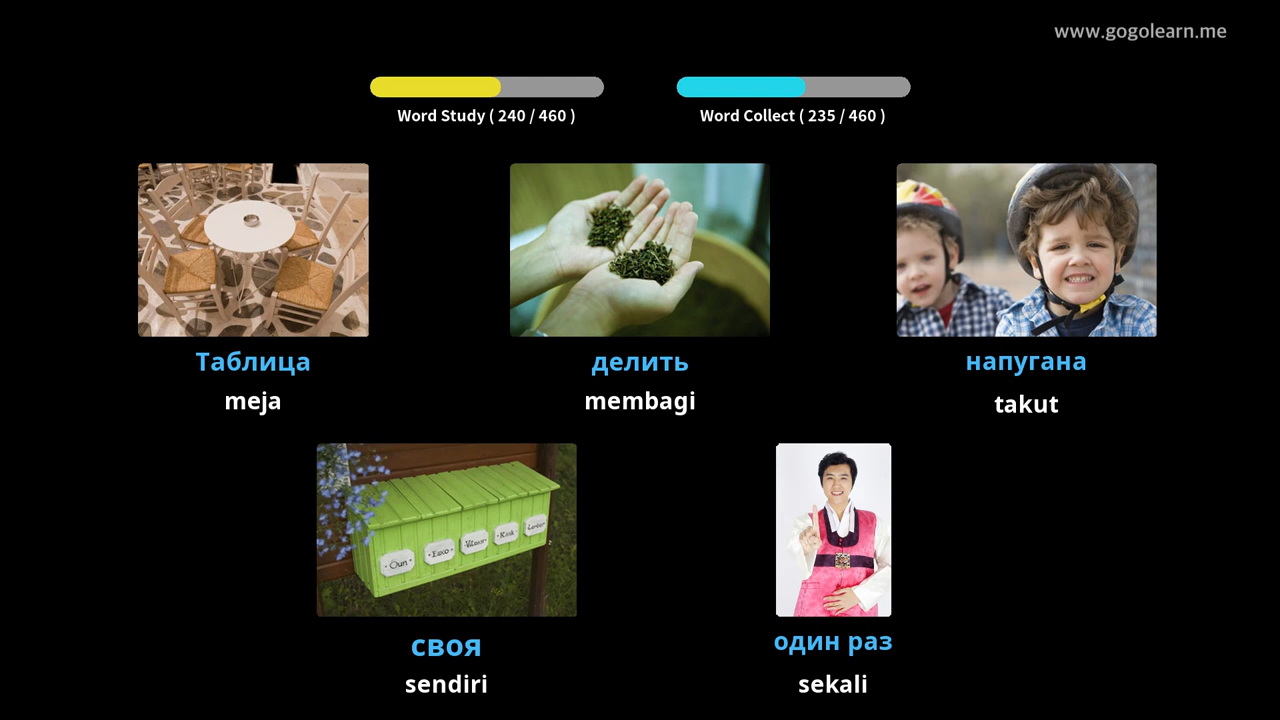 www.gogolearn.me
Word Study ( 240 / 460 )
Word Collect ( 235 / 460 )
Таблица
делить
напугана
meja
membagi
takut
Õun
своя
один раз
sendiri
sekali